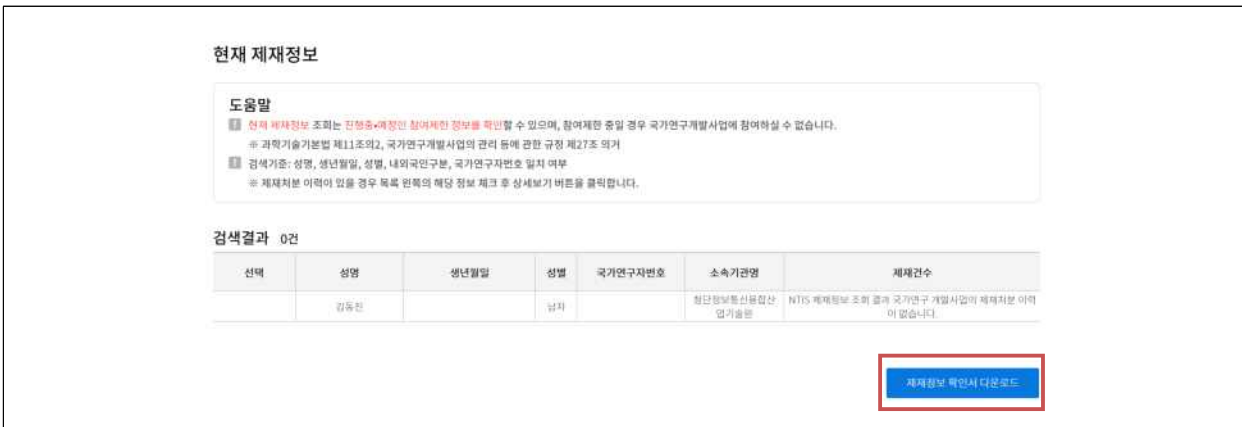 현재 제재정보
도움말
현재 제재정보 조회는 진행중•예정인 참여제한 정보를 확인할 수 있으며, 참여제한 중일 경우 국가연구개발사업에 참여하실 수 없습니다.
※ 과학기술기본법 제11조의2, 국가연구개발사업의 관리 등에 관한 규정 제27조 의거
검색기준: 성명, 생년월일, 성별, 내외국인구분, 국가연구자번호 일치 여부
※ 제재처분 이력이 있을 경우 목록 왼쪽의 해당 정보 체크 후 상세보기 버튼을 클릭합니다.
검색결과 0건
선택 성명 생년월일 성별 국가연구자번호 소속기관명 제재건수
김동진 남자 첨단정보통신융합산 NTIS 제재정보 조회 결과 국가연구 개발사업의 제재처분 이력
업기술원 이 없습니다.
제재정보 확인서 다운로드